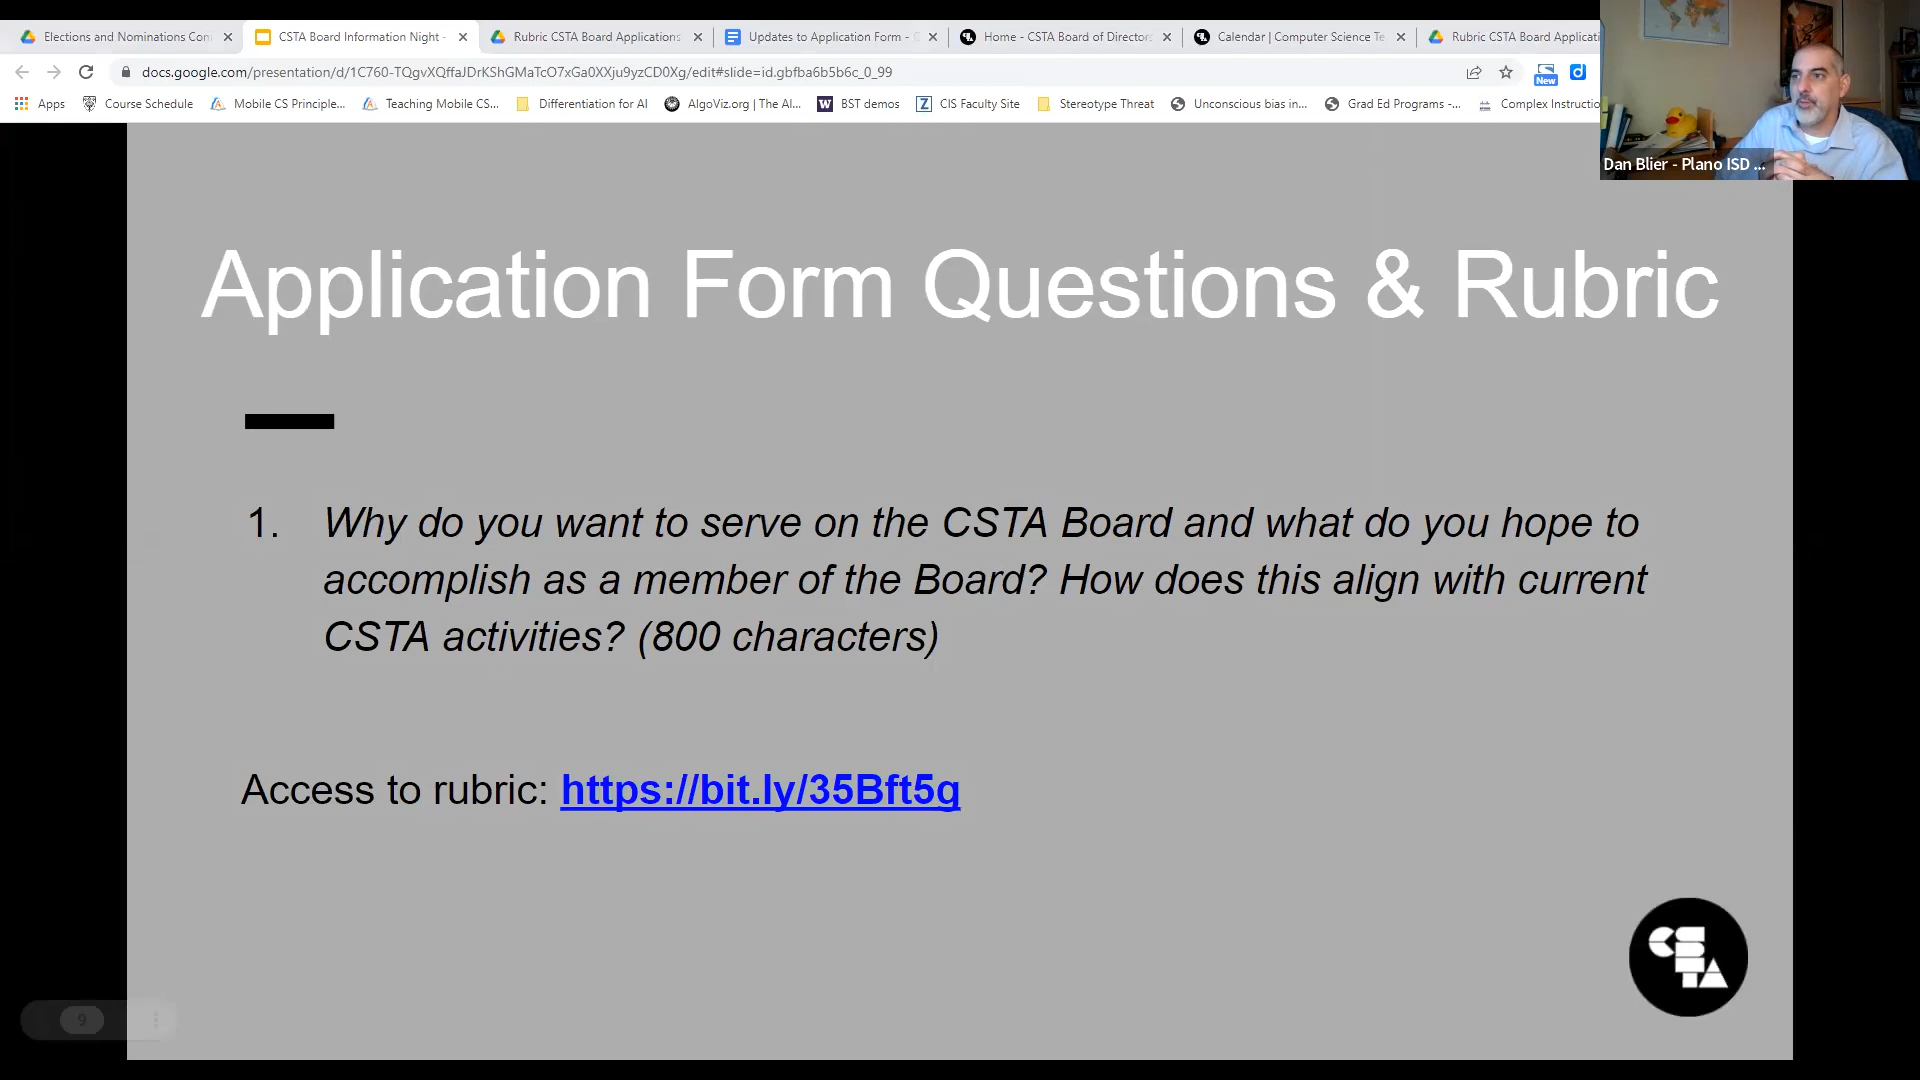 Elections and Nominations Com
CSTA Board Information Night -
Rubric CSTA Board Applications
Updates to Application Form -
Home - CSTA Board of Directors
Calendar | Computer Science Te
Rubric CSTA Board Applicati
docs.google.com/presentation/d/1C760-TQgvXQffaJDrKShGMaTcO7xGa0XXju9yzCD0Xg/edit#slide=id.gbfba6b5b6c_0_99
New
Apps
Course Schedule
Mobile CS Principle...
Teaching Mobile CS...
Differentiation for AI
AlgoViz.org | The Al...
BST demos
CIS Faculty Site
Stereotype Threat
Unconscious bias in...
Grad Ed Programs -...
Complex Instructio
Dan Blier - Plano ISD ...
Application Form Questions & Rubric
1. Why do you want to serve on the CSTA Board and what do you hope to
accomplish as a member of the Board? How does this align with current
CSTA activities? (800 characters)
Access to rubric: https://bit.ly/35Bft5g
CSTA
9